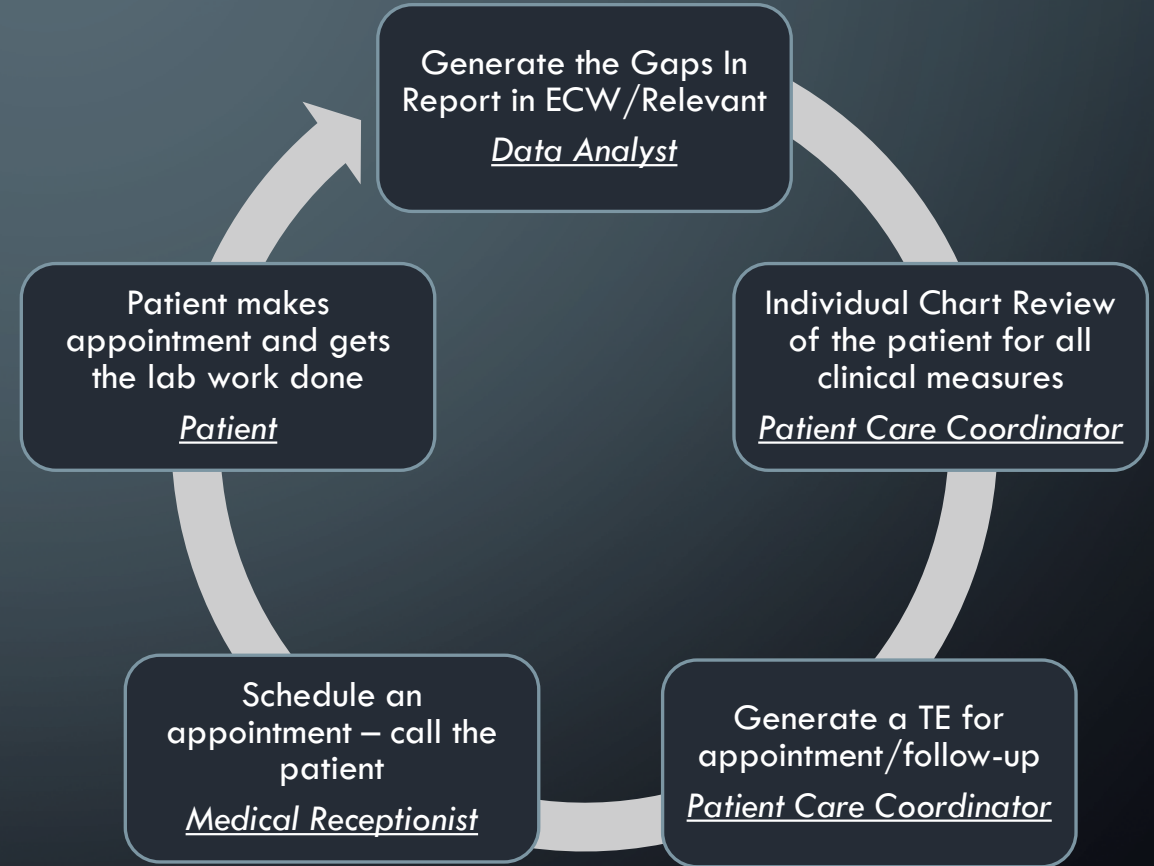 Generate the Gaps In
Report in ECW/Relevant
Data Analyst
Individual Chart Review
of the patient for all
clinical measures
Patient Care Coordinator
Generate a TE for
appointment/follow-up
Patient Care Coordinator
Schedule an
appointment – call the
patient
Medical Receptionist
Patient makes
appointment and gets
the lab work done
Patient